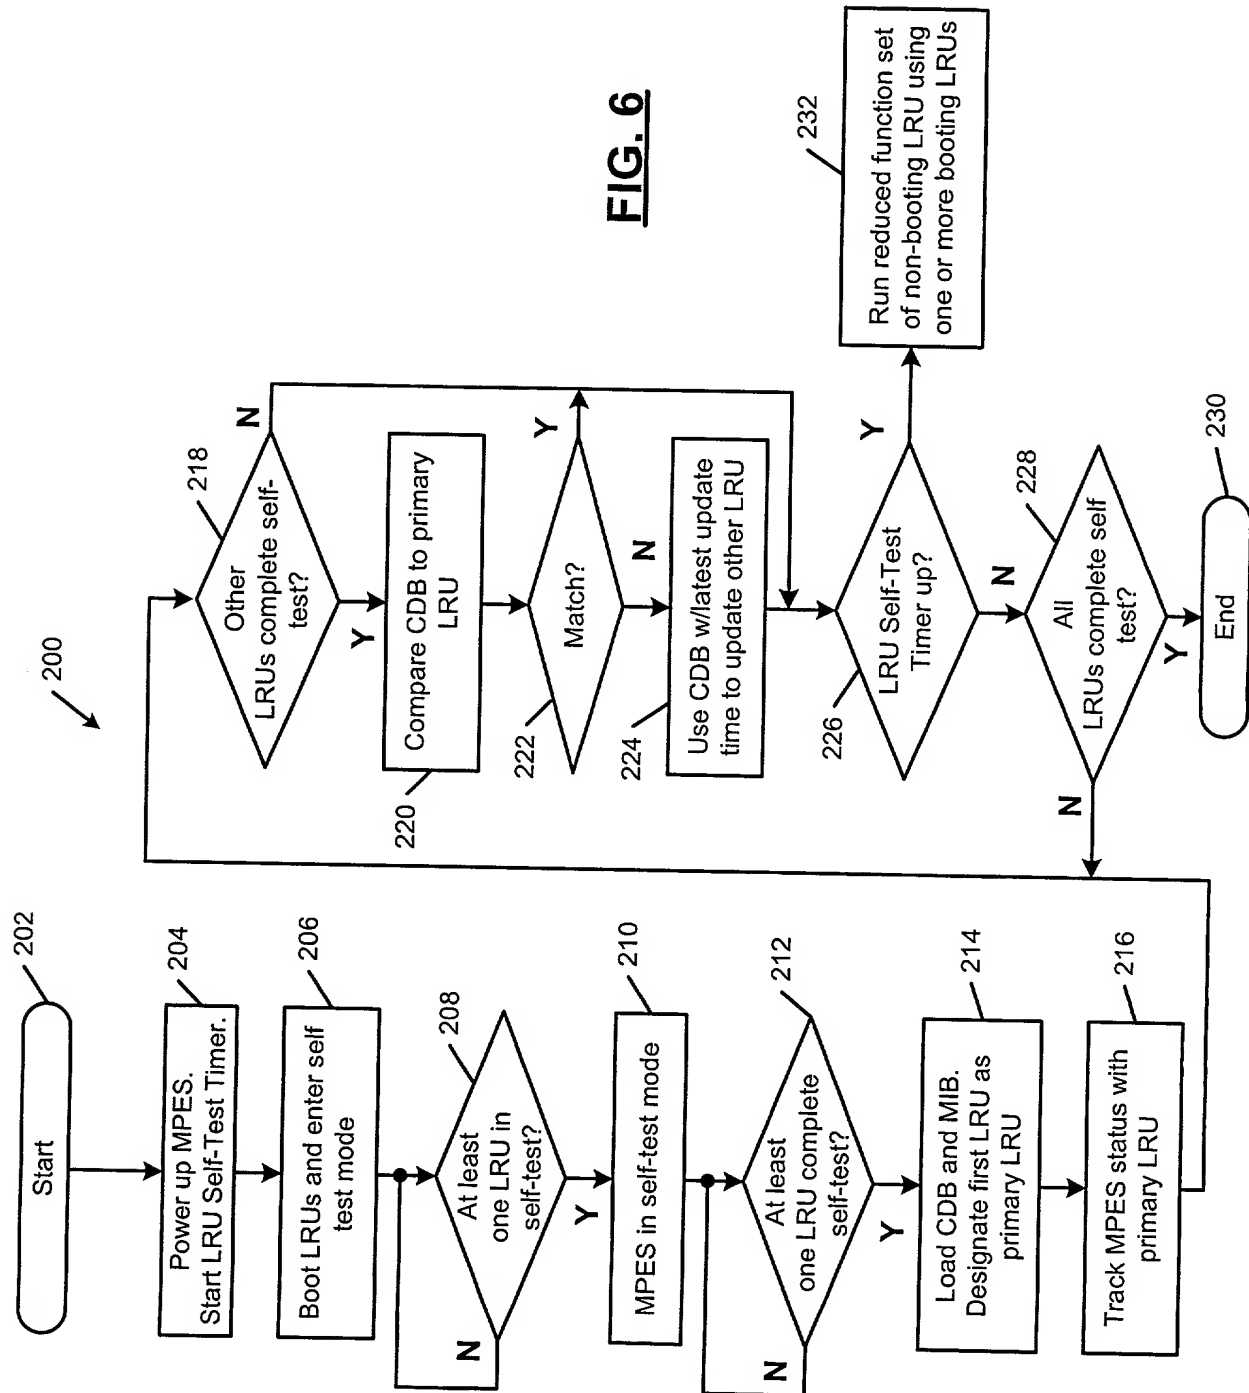 200
202
Start
204
Power up MPES.
Start LRU Self-Test Timer.
206
Boot LRUs and enter self
test mode
208
At least
one LRU in
self-test?
N
Y
210
MPES in self-test mode
212
At least
one LRU complete
self-test?
N
Y
214
Load CDB and MIB.
Designate first LRU as
primary LRU
216
Track MPES status with
primary LRU
218
Other
LRUs complete self-
test?
N
Y
220
Compare CDB to primary
LRU
222
Match?
Y
N
224
Use CDB w/latest update
time to update other LRU
226
LRU Self-Test
Timer up?
Y
N
232
Run reduced function set
of non-booting LRU using
one or more booting LRUs
228
All
LRUs complete self
test?
N
Y
230
End
FIG. 6